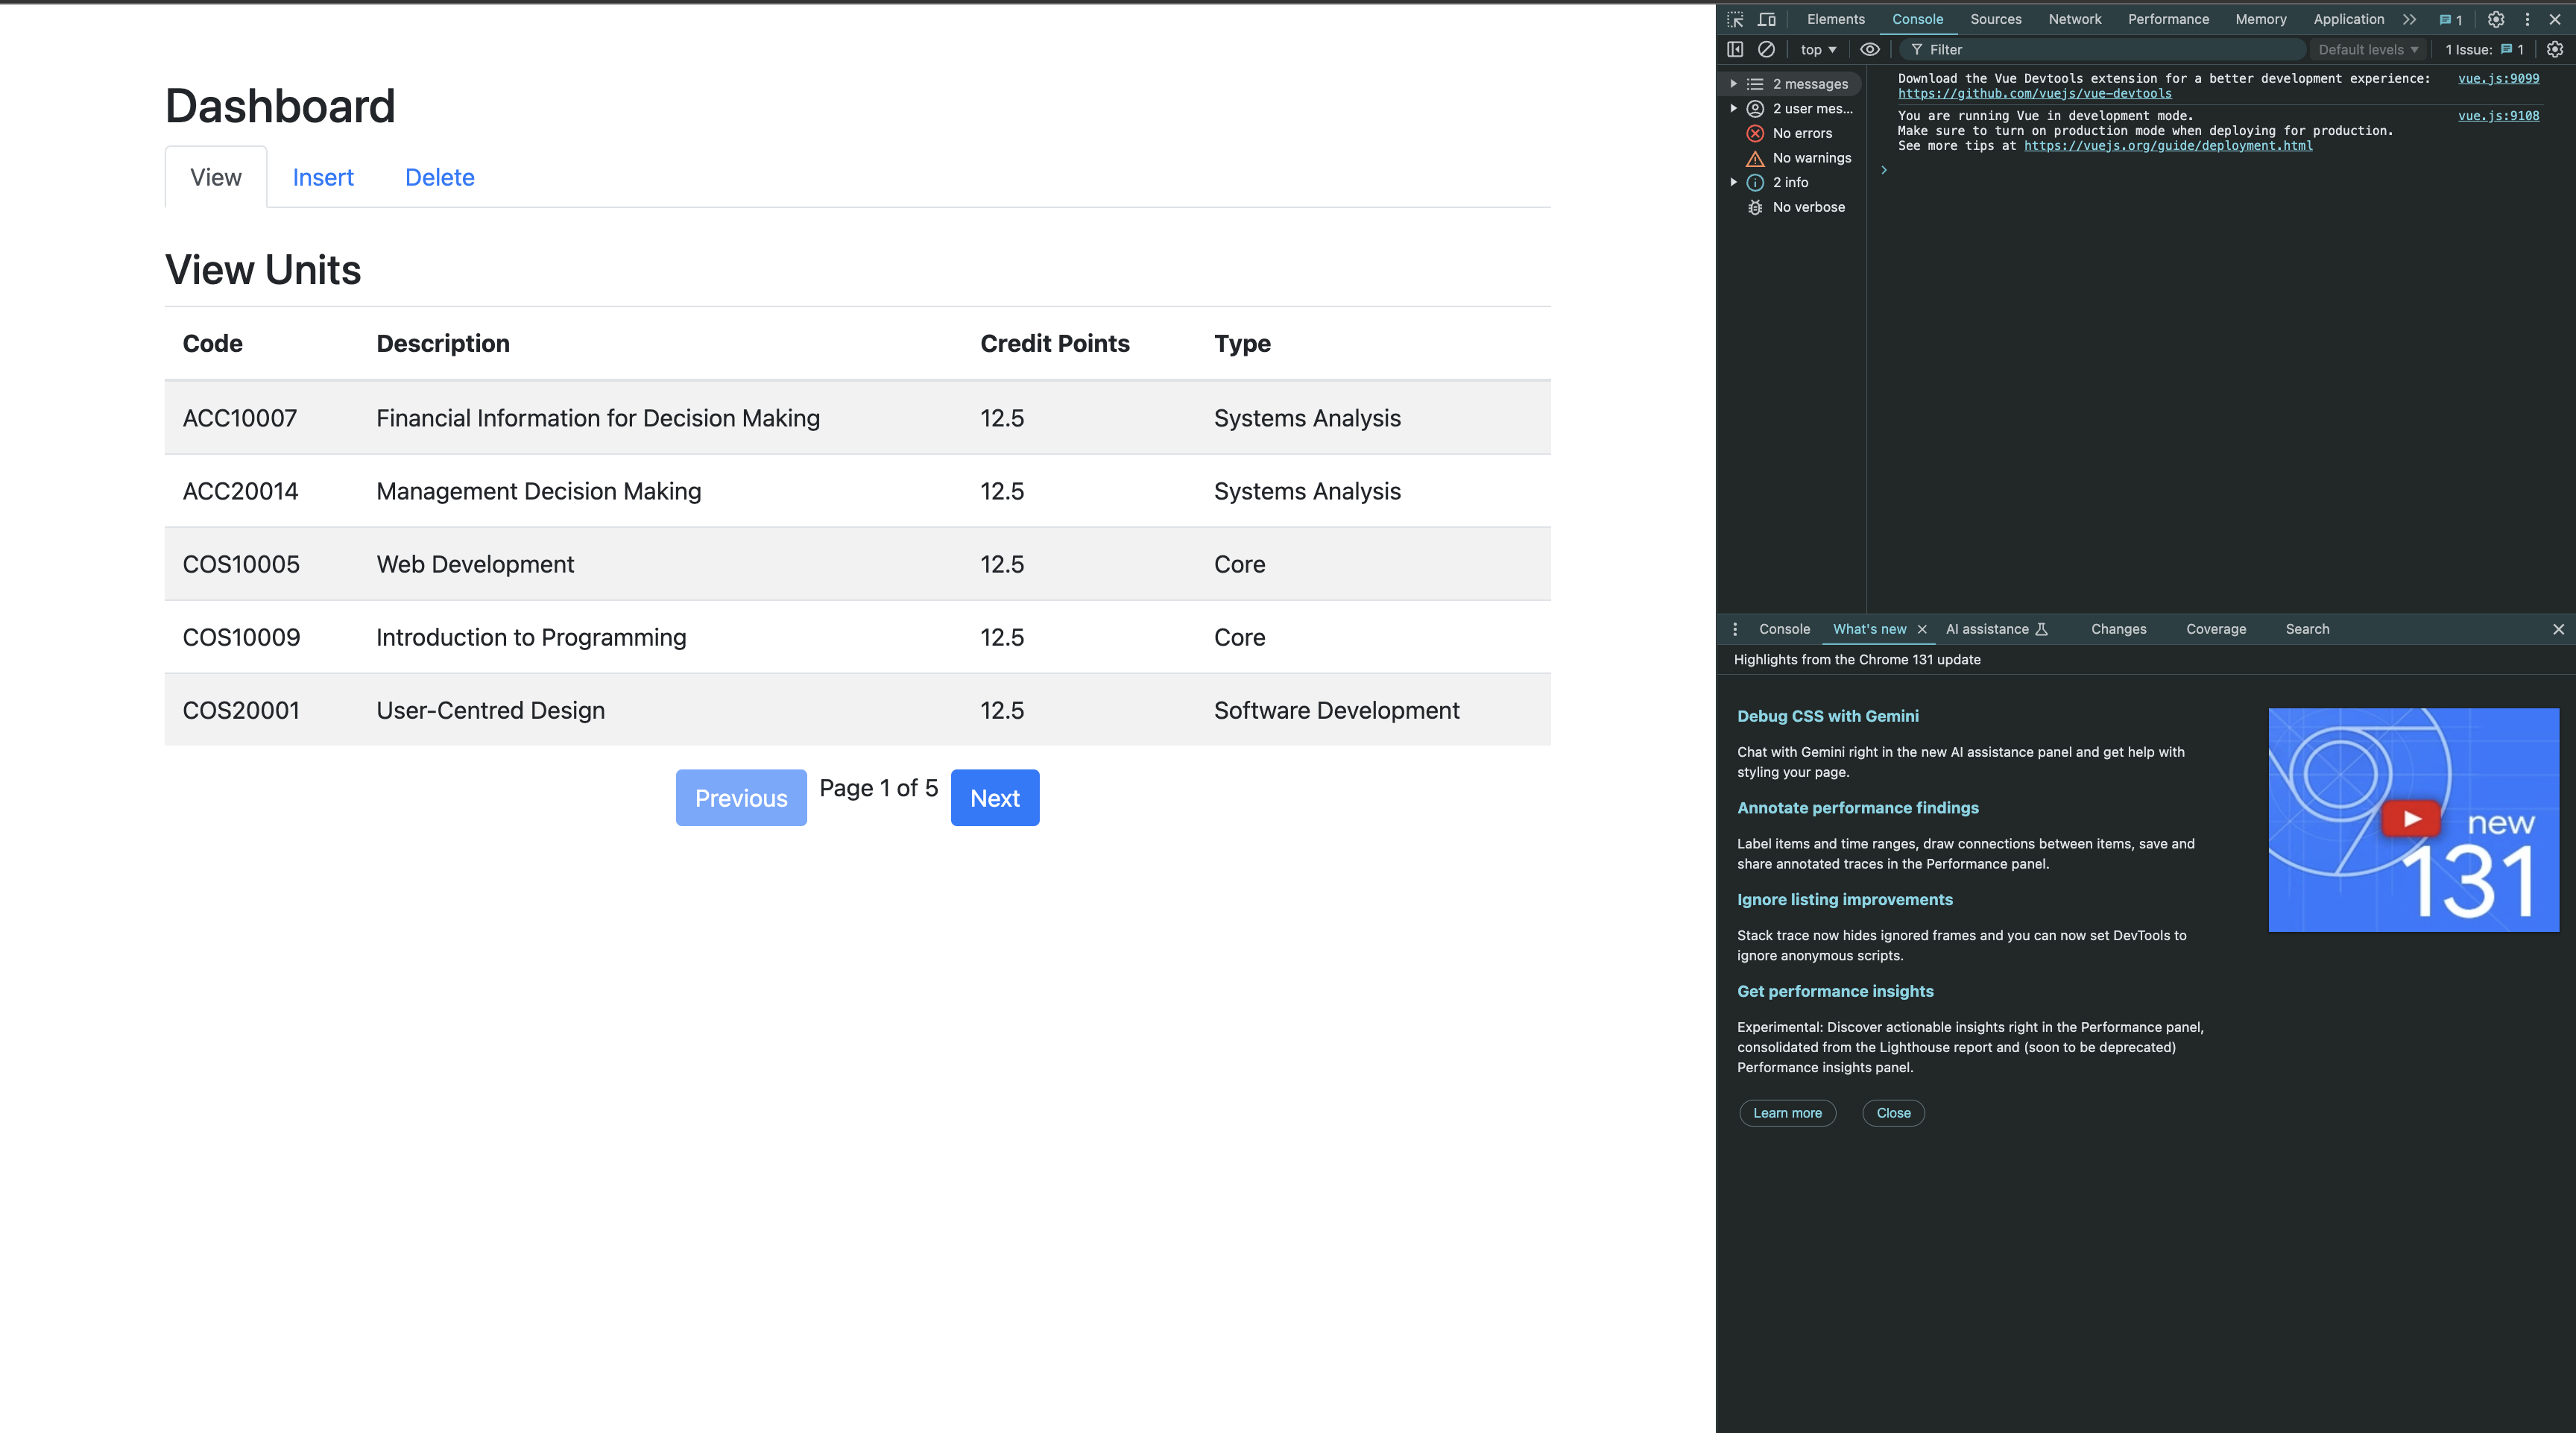 Dashboard
View Insert Delete
View Units
Code Description Credit Points Type
ACC10007 Financial Information for Decision Making 12.5 Systems Analysis
ACC20014 Management Decision Making 12.5 Systems Analysis
COS10005 Web Development 12.5 Core
COS10009 Introduction to Programming 12.5 Core
COS20001 User-Centred Design 12.5 Software Development
Previous Page 1 of 5 Next
Elements Console Sources Network Performance Memory Application 1
top Filter Default levels 1 Issue: 1
2 messages
2 user mes...
No errors
No warnings
2 info
No verbose
Download the Vue Devtools extension for a better development experience: vue.js:9099
https://github.com/vuejs/vue-devtools
You are running Vue in development mode. vue.js:9108
Make sure to turn on production mode when deploying for production.
See more tips at https://vuejs.org/guide/deployment.html
Console What's new AI assistance Changes Coverage Search
Highlights from the Chrome 131 update
Debug CSS with Gemini
Chat with Gemini right in the new AI assistance panel and get help with
styling your page.
Annotate performance findings
Label items and time ranges, draw connections between items, save and
share annotated traces in the Performance panel.
Ignore listing improvements
Stack trace now hides ignored frames and you can now set DevTools to
ignore anonymous scripts.
Get performance insights
Experimental: Discover actionable insights right in the Performance panel,
consolidated from the Lighthouse report and (soon to be deprecated)
Performance insights panel.
Learn more Close
new
131